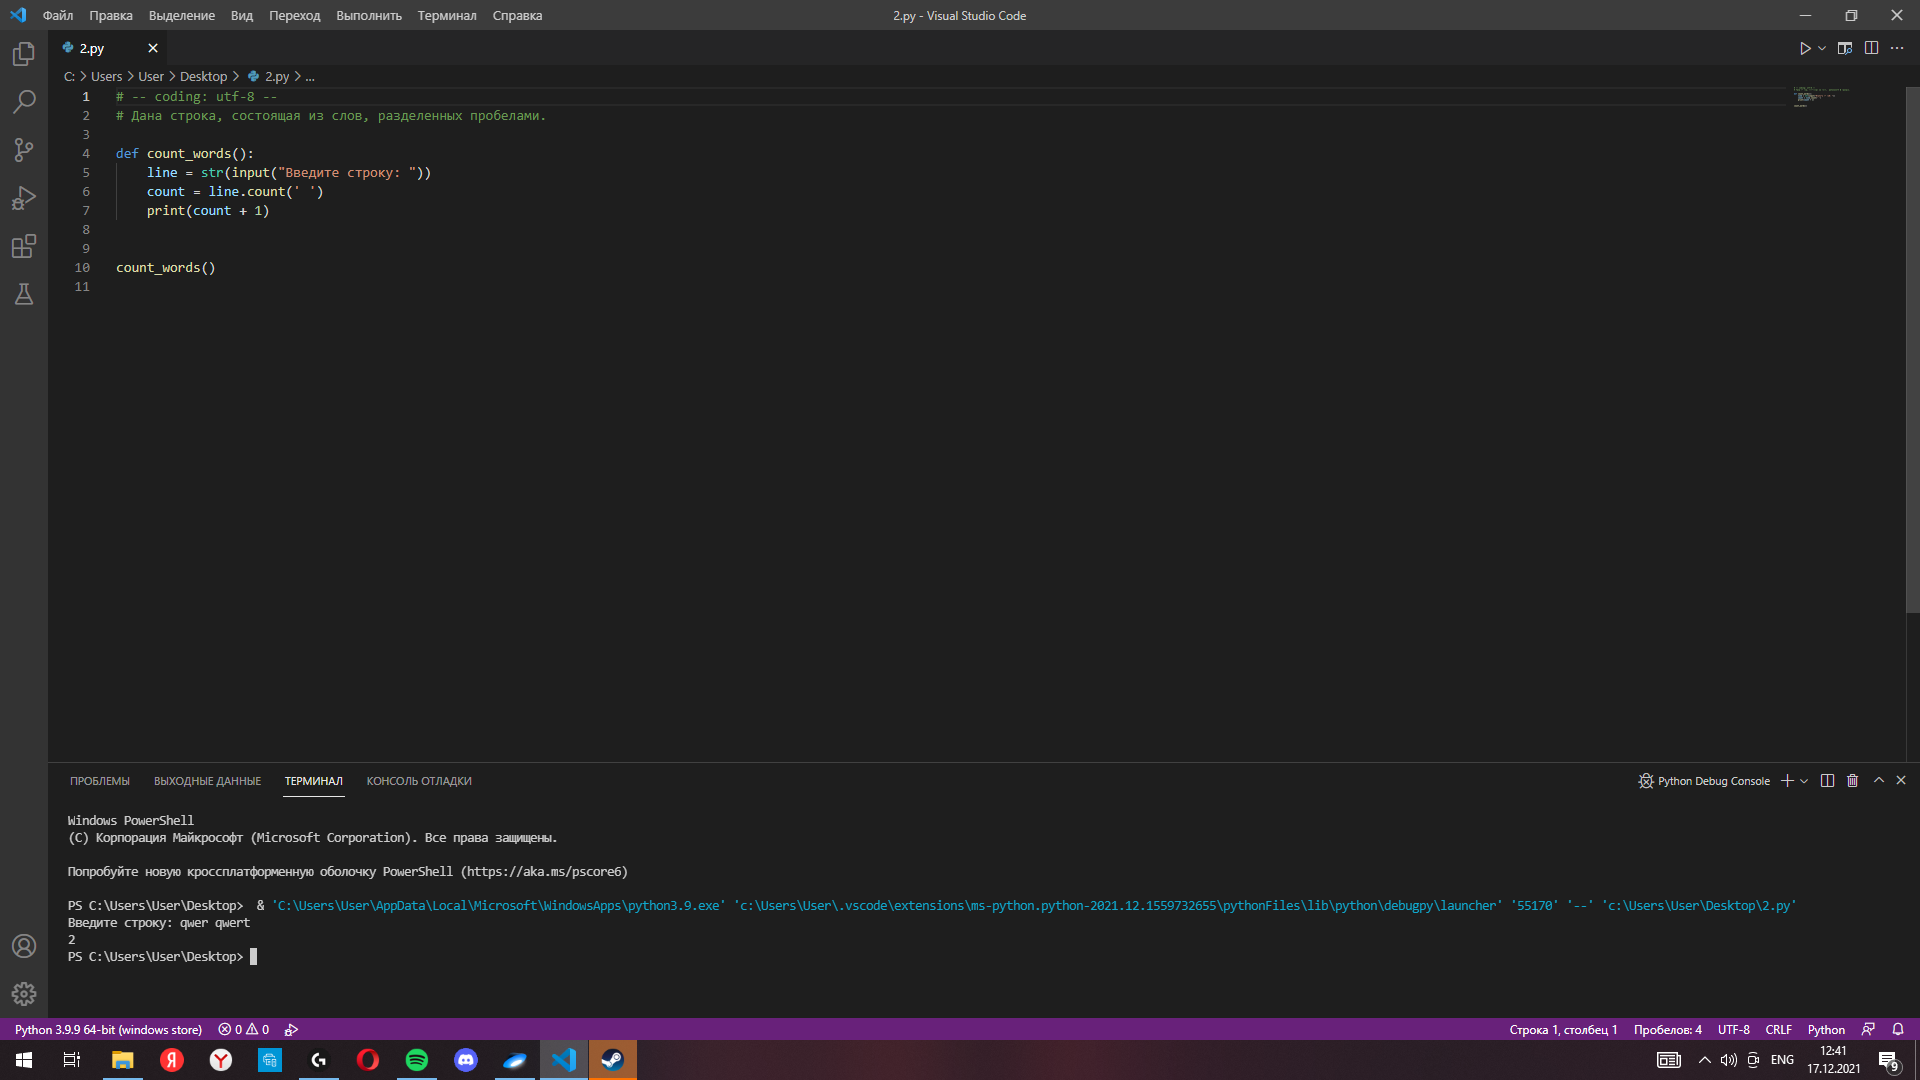 Файл Правка Выделение Вид Переход Выполнить Терминал Справка
2.py - Visual Studio Code
2.py
C: > Users > User > Desktop > 2.py > ...
1 # -- coding: utf-8 --
2 # Дана строка, состоящая из слов, разделенных пробелами.
3
4 def count_words():
5     line = str(input("Введите строку: "))
6     count = line.count(' ')
7     print(count + 1)
8
9
10 count_words()
11
ПРОБЛЕМЫ ВЫХОДНЫЕ ДАННЫЕ ТЕРМИНАЛ КОНСОЛЬ ОТЛАДКИ
Python Debug Console
Windows PowerShell
(C) Корпорация Майкрософт (Microsoft Corporation). Все права защищены.
Попробуйте новую кроссплатформенную оболочку PowerShell (https://aka.ms/pscore6)
PS C:\Users\User\Desktop>  & 'C:\Users\User\AppData\Local\Microsoft\WindowsApps\python3.9.exe' 'c:\Users\User\.vscode\extensions\ms-python.python-2021.12.1559732655\pythonFiles\lib\python\debugpy\launcher' '55170' '--' 'c:\Users\User\Desktop\2.py'
Введите строку: qwer qwert
2
PS C:\Users\User\Desktop>
Python 3.9.9 64-bit (windows store) 0 0
Строка 1, столбец 1 Пробелов: 4 UTF-8 CRLF Python
ENG
12:41
17.12.2021
9